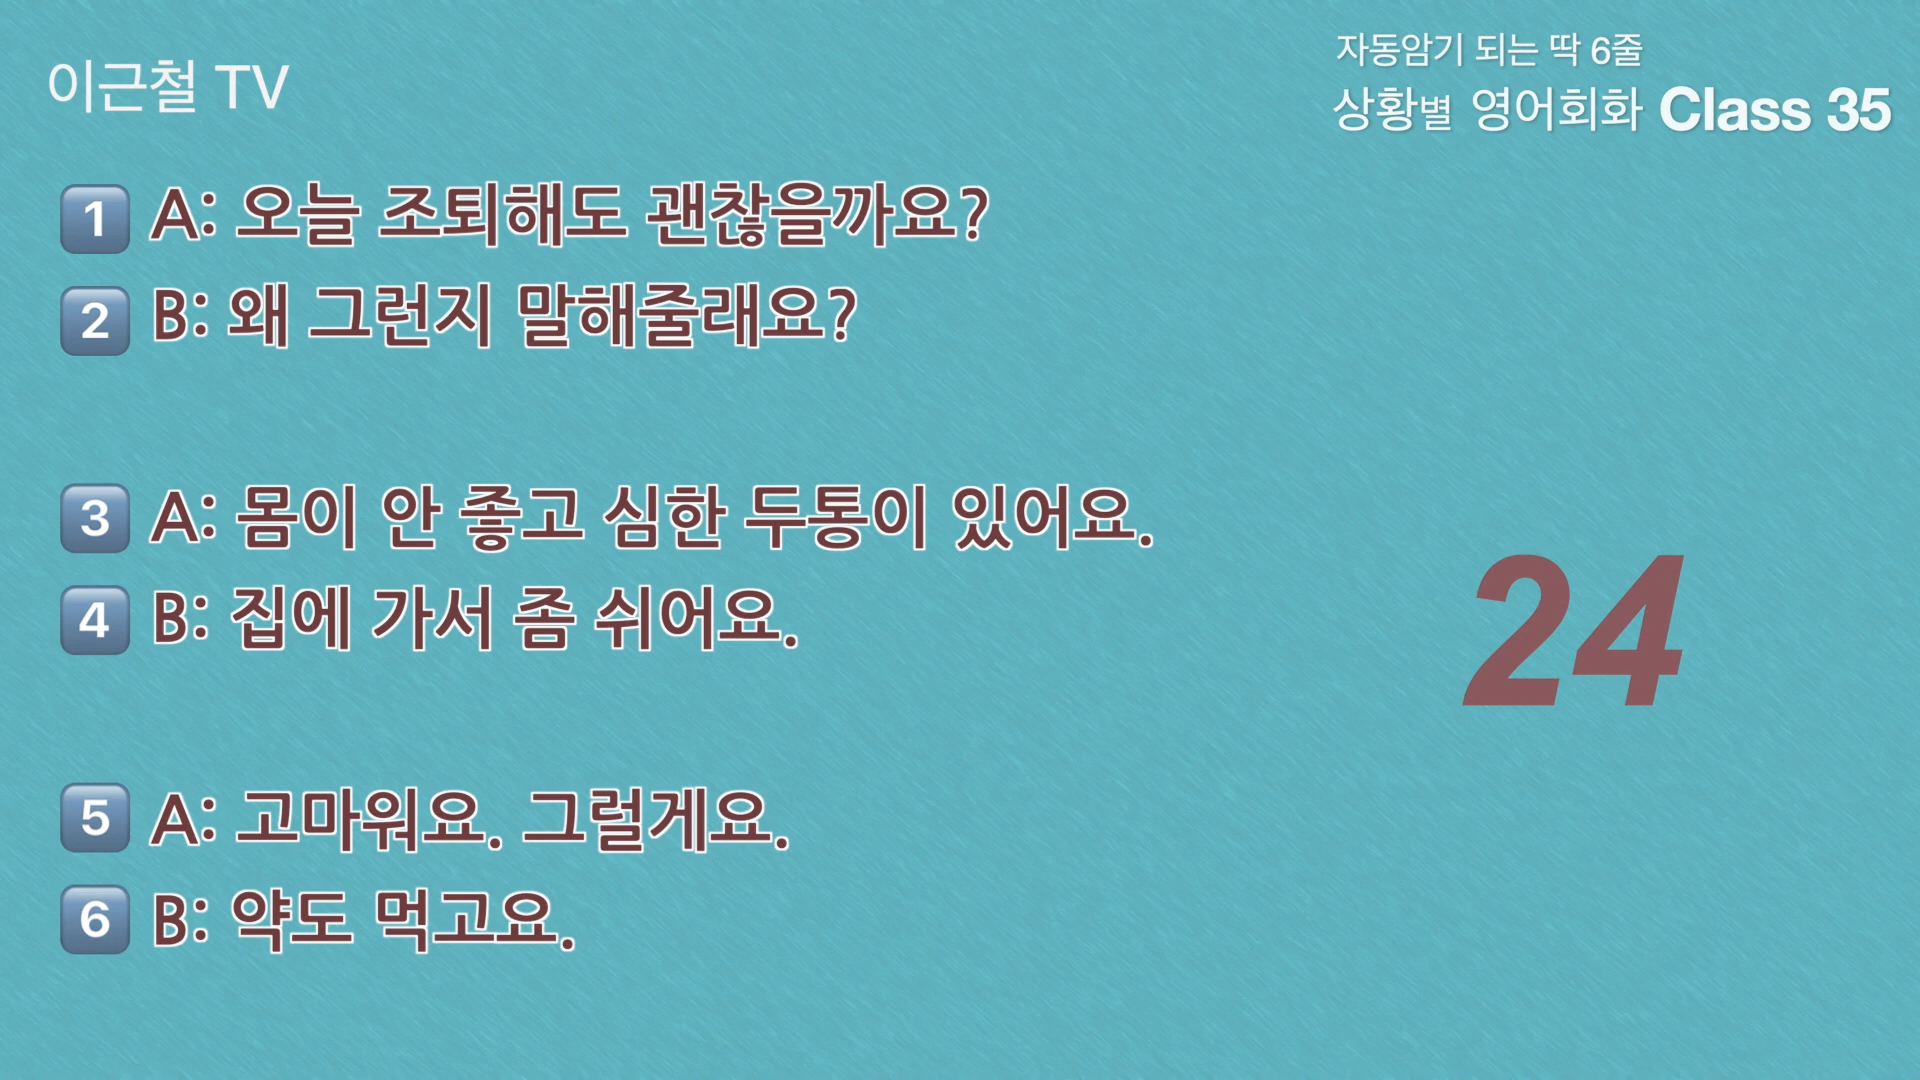 이근철 TV
자동암기 되는 딱 6줄
상황별 영어회화 Class 35
1 A: 오늘 조퇴해도 괜찮을까요?
2 B: 왜 그런지 말해줄래요?
3 A: 몸이 안 좋고 심한 두통이 있어요.
4 B: 집에 가서 좀 쉬어요.
24
5 A: 고마워요. 그럴게요.
6 B: 약도 먹고요.